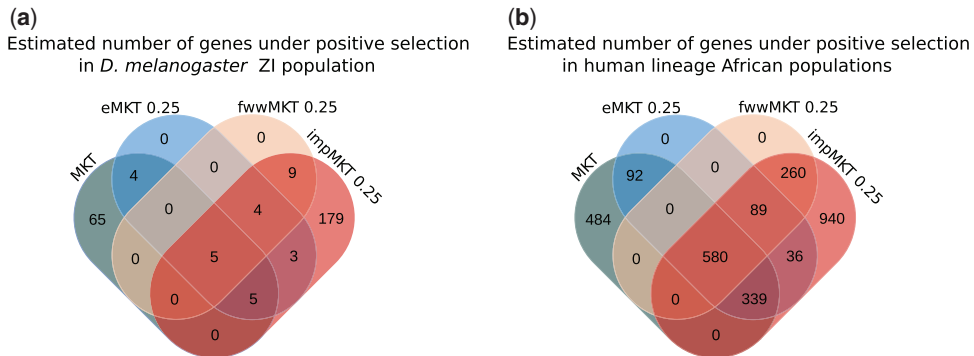 (a)
Estimated number of genes under positive selection
in D. melanogaster ZI population
eMKT 0.25
fwwMKT 0.25
MKT
impMKT 0.25
0
0
4
0
9
65
0
4
179
0
5
3
0
5
0
(b)
Estimated number of genes under positive selection
in human lineage African populations
eMKT 0.25
fwwMKT 0.25
MKT
impMKT 0.25
0
0
92
0
260
484
0
89
940
0
580
36
0
339
0